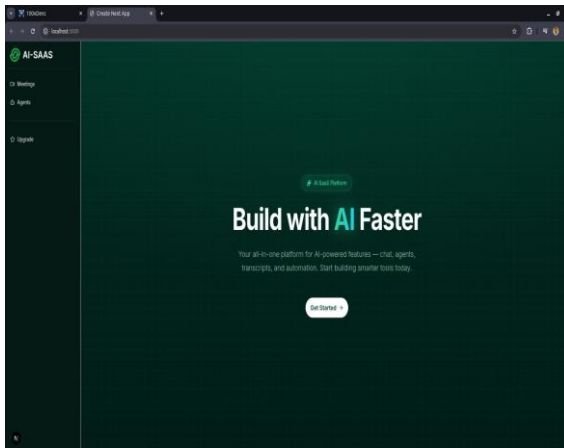 100xDevs
Create Next App
localhost:3000
AI-SAAS
Meetings
Agents
Upgrade
AI SaaS Platform
Build with AI Faster
Your all-in-one platform for AI-powered features — chat, agents,
transcripts, and automation. Start building smarter tools today.
Get Started →
N